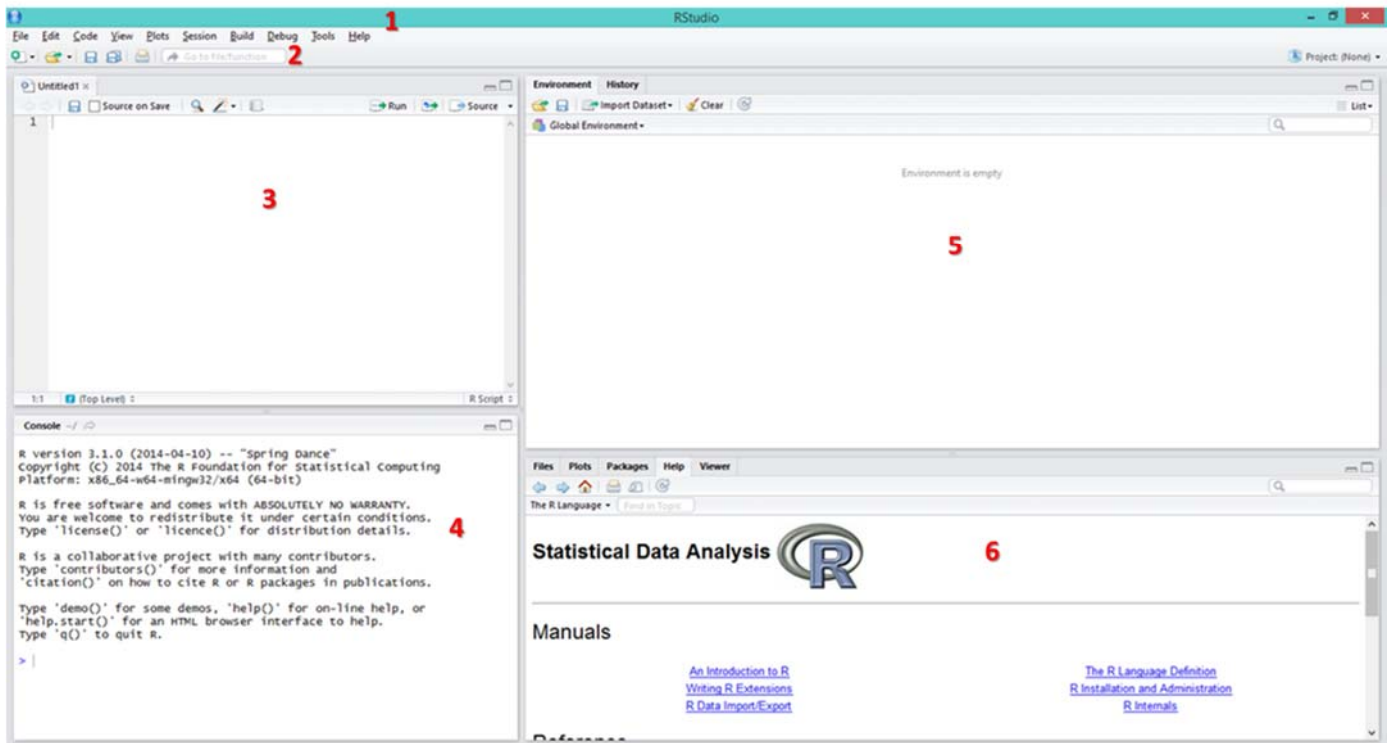 RStudio
1
File Edit Code View Plots Session Build Debug Tools Help
2
Go to file/function
Project: (None)
Untitled1
Source on Save
Run
Source
1
3
1:1
(Top Level)
R Script
Console ~/
R version 3.1.0 (2014-04-10) -- "Spring Dance"
Copyright (C) 2014 The R Foundation for Statistical Computing
Platform: x86_64-w64-mingw32/x64 (64-bit)
R is free software and comes with ABSOLUTELY NO WARRANTY.
You are welcome to redistribute it under certain conditions.
Type 'license()' or 'licence()' for distribution details.
4
R is a collaborative project with many contributors.
Type 'contributors()' for more information and
'citation()' on how to cite R or R packages in publications.
Type 'demo()' for some demos, 'help()' for on-line help, or
'help.start()' for an HTML browser interface to help.
Type 'q()' to quit R.
>
Environment History
Import Dataset
Clear
List
Global Environment
Environment is empty
5
Files Plots Packages Help Viewer
The R Language
Find in Topic
Statistical Data Analysis R
6
Manuals
An Introduction to R
The R Language Definition
Writing R Extensions
R Installation and Administration
R Data Import/Export
R Internals
Reference